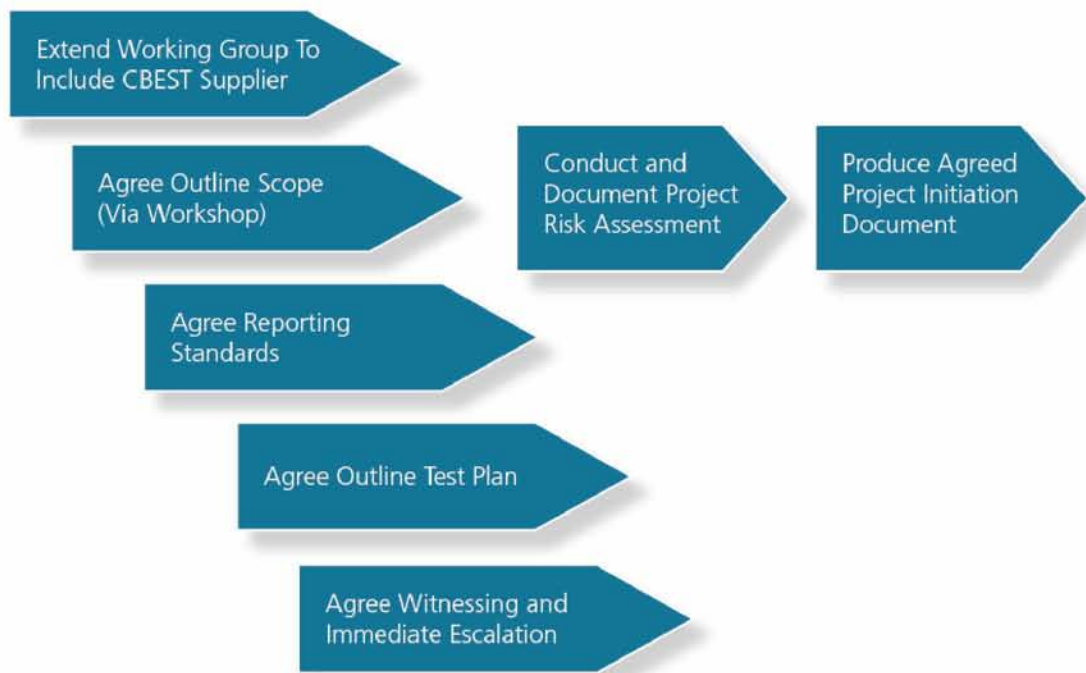 Extend Working Group To
Include CBEST Supplier
Agree Outline Scope
(Via Workshop)
Conduct and
Document Project
Risk Assessment
Produce Agreed
Project Initiation
Document
Agree Reporting
Standards
Agree Outline Test Plan
Agree Witnessing and
Immediate Escalation